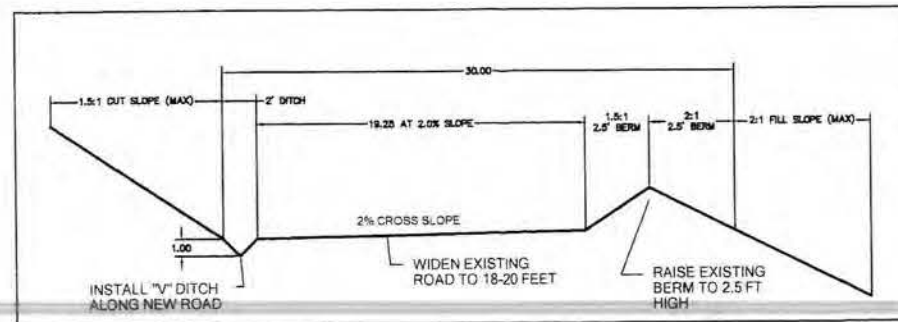 30.00
1.5:1 CUT SLOPE (MAX)
2' DITCH
19.25 AT 2.0% SLOPE
1.5:1
2.5' BERM
2:1
2.5' BERM
2:1 FILL SLOPE (MAX)
2% CROSS SLOPE
1.00
INSTALL "V" DITCH
ALONG NEW ROAD
WIDEN EXISTING
ROAD TO 18-20 FEET
RAISE EXISTING
BERM TO 2.5 FT
HIGH